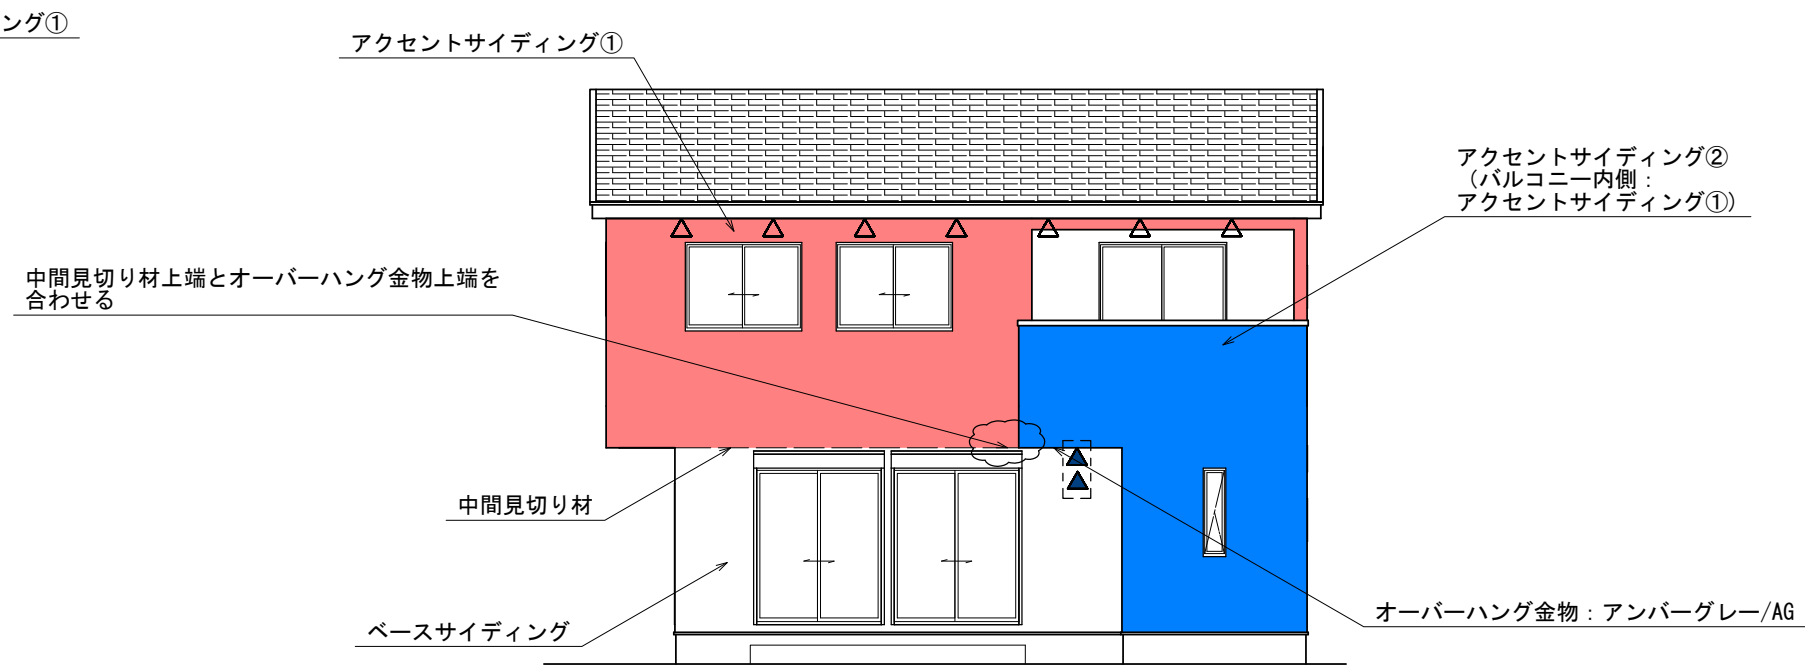 ング①
アクセントサイディング①
アクセントサイディング②
（バルコニー内側：
アクセントサイディング①）
中間見切り材上端とオーバーハング金物上端を
合わせる
中間見切り材
ベースサイディング
オーバーハング金物：アンバーグレー/AG